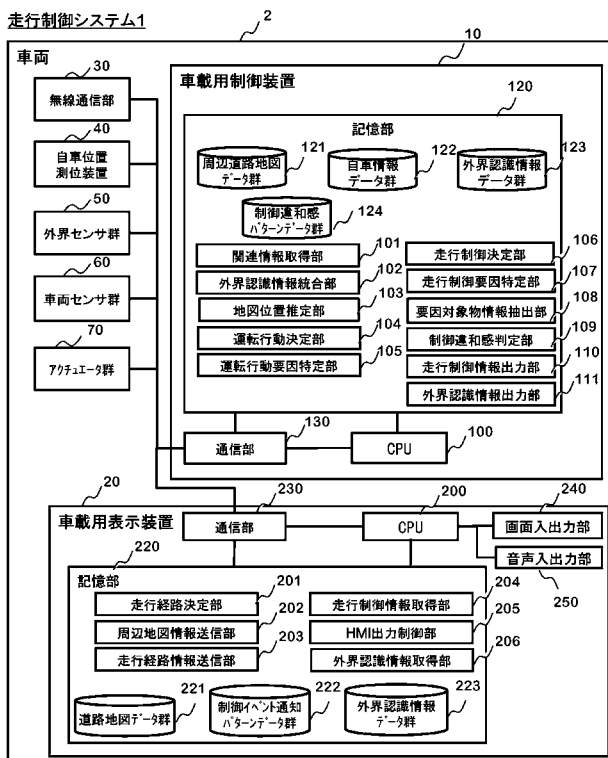 走行制御システム1
2
車両
10
車載用制御装置
30
無線通信部
40
自車位置
測位装置
50
外界センサ群
60
車両センサ群
70
アクチュエータ群
120
記憶部
121
周辺道路地図
データ群
122
自車情報
データ群
123
外界認識情報
データ群
制御違和感
パターンデータ群
124
関連情報取得部
101
外界認識情報統合部
102
地図位置推定部
103
運転行動決定部
104
運転行動要因特定部
105
走行制御決定部
106
走行制御要因特定部
107
要因対象物情報抽出部
108
制御違和感判定部
109
走行制御情報出力部
110
外界認識情報出力部
111
通信部
130
CPU
100
20
車載用表示装置
230
通信部
200
CPU
240
画面入出力部
音声入出力部
250
220
記憶部
201
走行経路決定部
202
周辺地図情報送信部
203
走行経路情報送信部
204
走行制御情報取得部
205
HMI出力制御部
206
外界認識情報取得部
221
道路地図データ群
222
制御イベント通知
パターンデータ群
223
外界認識情報
データ群